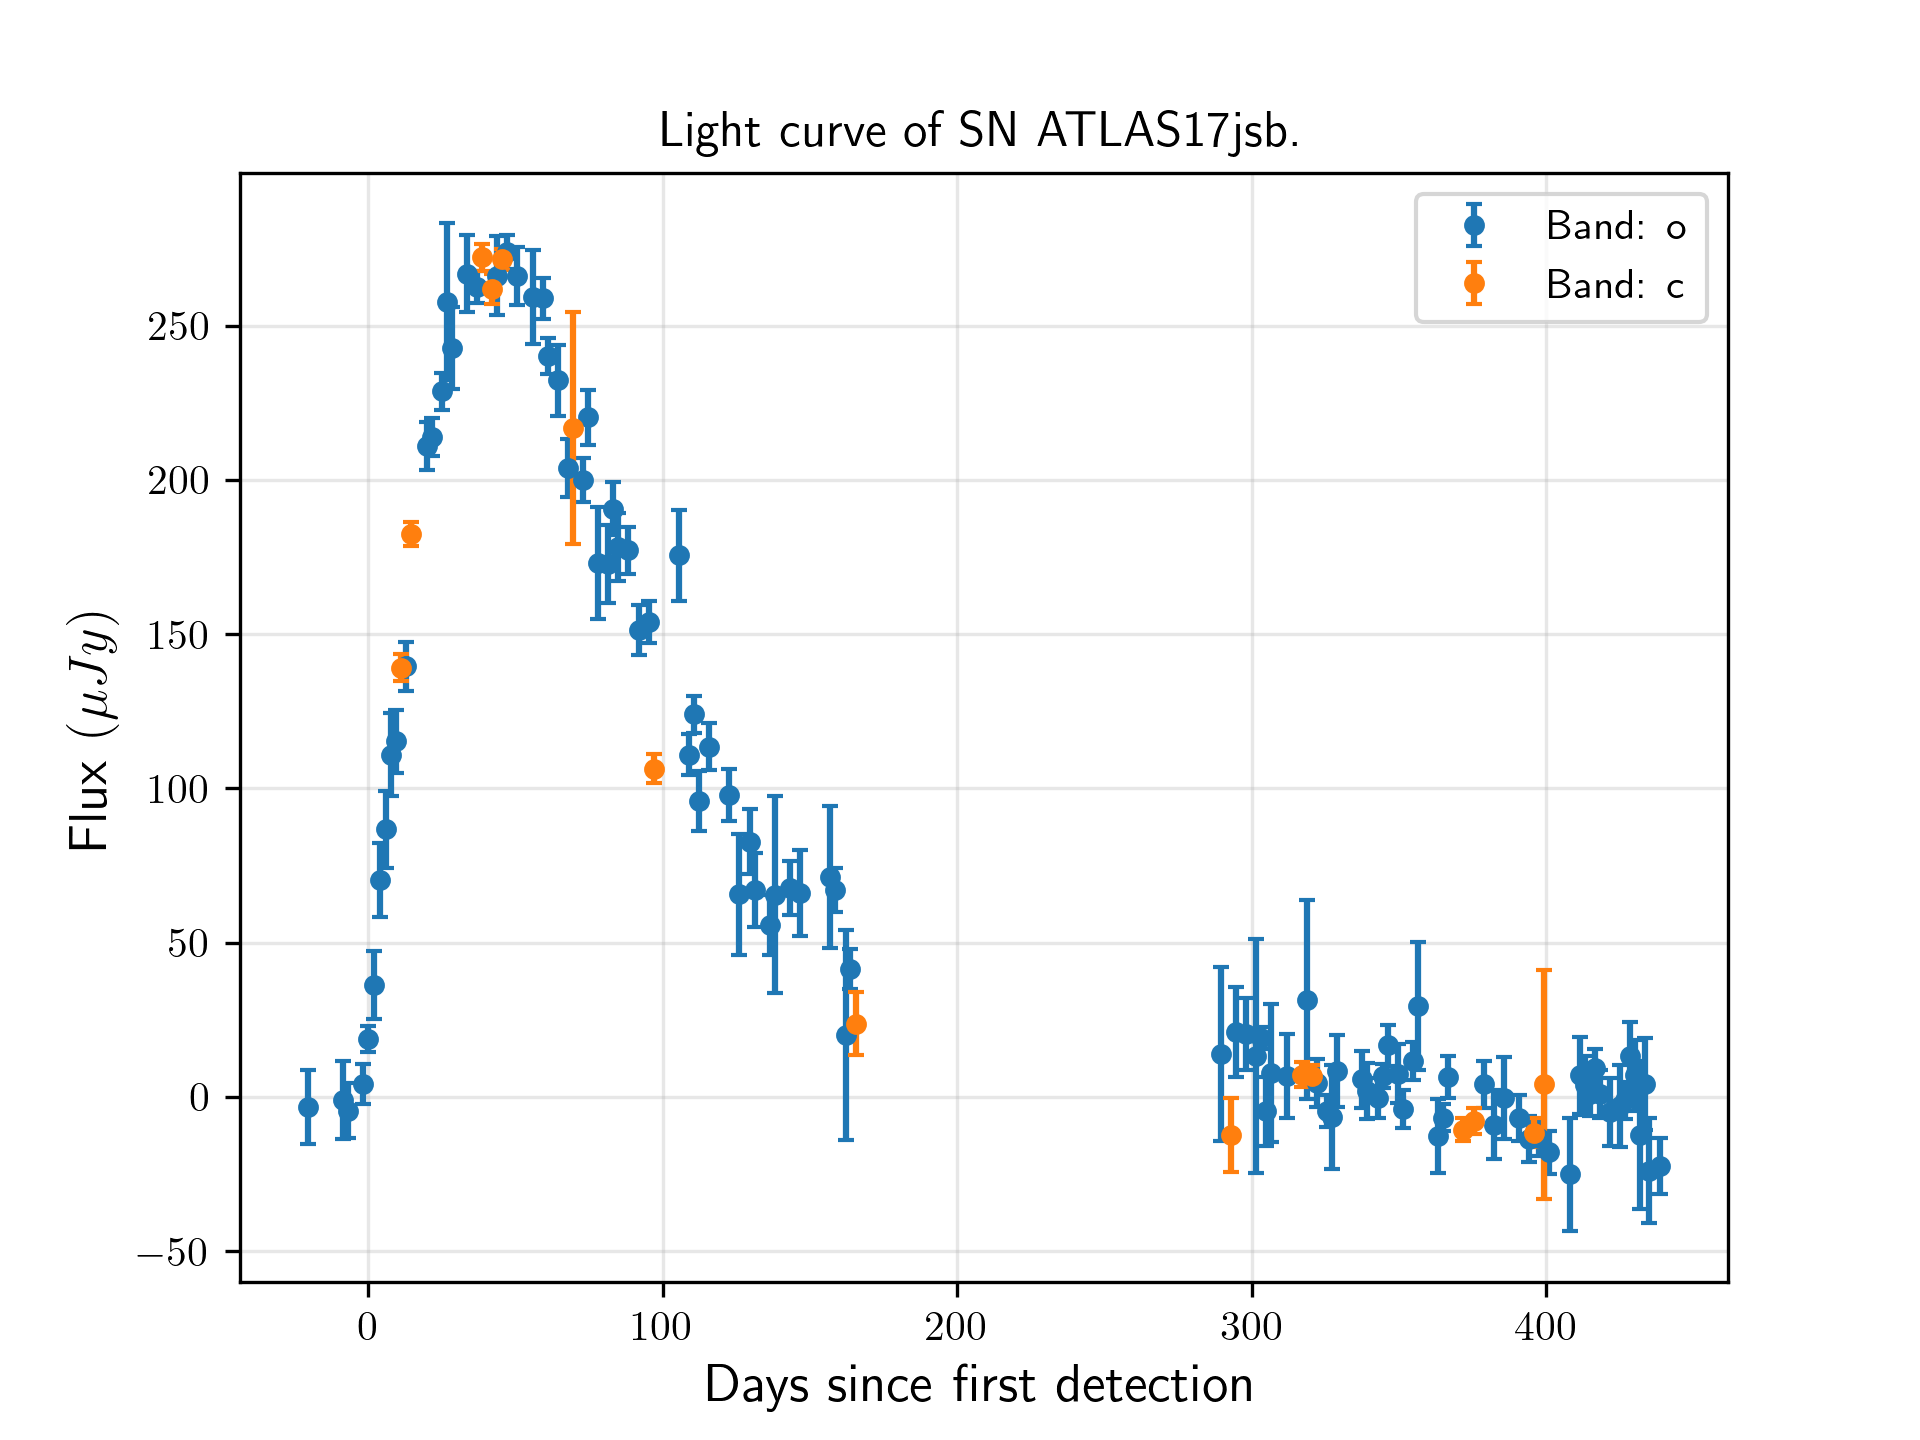 Light curve of SN ATLAS17jsb.
Band: o
Band: c
Flux (μJy)
250
200
150
100
50
0
−50
0 100 200 300 400
Days since first detection